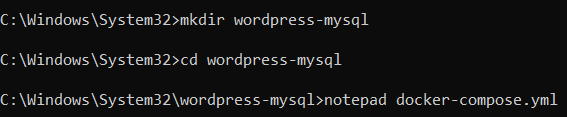 C:\Windows\System32>mkdir wordpress-mysql
C:\Windows\System32>cd wordpress-mysql
C:\Windows\System32\wordpress-mysql>notepad docker-compose.yml